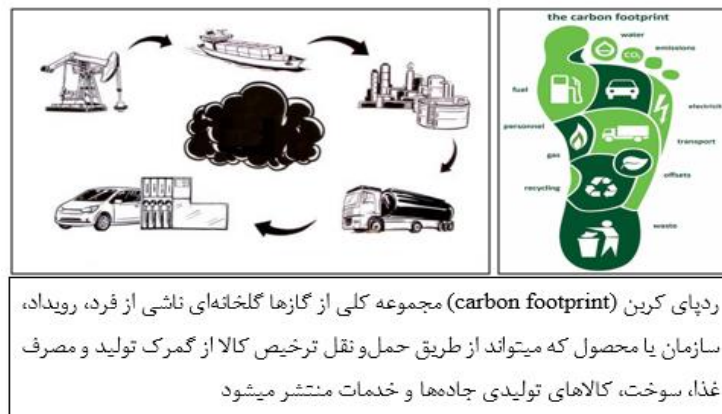 the carbon footprint
water
emissions
CO₂
fuel
electricity
personnel
transport
gas
offsets
recycling
waste
ردپای کربن (carbon footprint) مجموعه کلی از گازها گلخانه‌ای ناشی از فرد، رویداد،
سازمان یا محصول که میتواند از طریق حمل‌و نقل ترخیص کالا از گمرک تولید و مصرف
غذا، سوخت، کالاهای تولیدی جاده‌ها و خدمات منتشر میشود